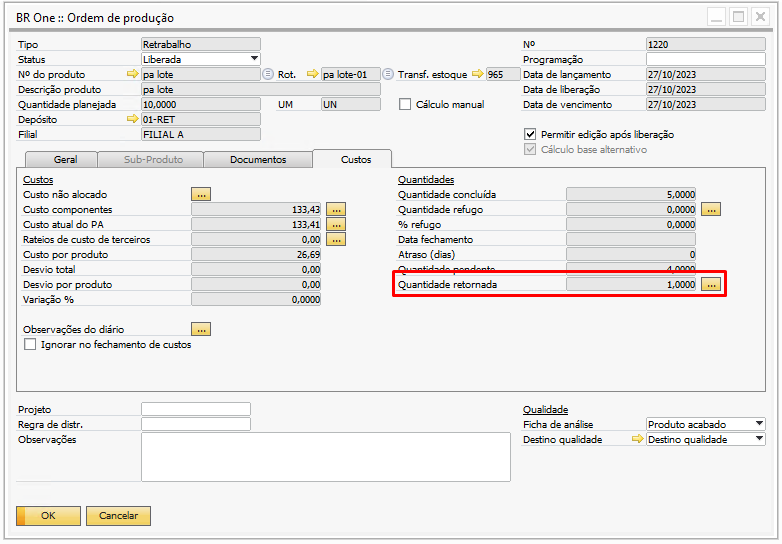 BR One :: Ordem de produção
Tipo Retrabalho Nº 1220
Status Liberada Programação
Nº do produto pa lote Rot. pa lote-01 Transf. estoque 965 Data de lançamento 27/10/2023
Descrição produto pa lote Data de liberação 27/10/2023
Quantidade planejada 10,0000 UM UN Cálculo manual Data de vencimento 27/10/2023
Depósito 01-RET
Filial FILIAL A Permitir edição após liberação
Cálculo base alternativo
Geral Sub-Produto Documentos Custos
Custos Quantidades
Custo não alocado ... Quantidade concluída 5,0000
Custo componentes 133,43 ... Quantidade refugo 0,0000 ...
Custo atual do PA 133,41 ... % refugo 0,0000
Rateios de custo de terceiros 0,00 ... Data fechamento
Custo por produto 26,69 Atraso (dias) 0
Desvio total 0,00 Quantidade pendente 4,0000
Desvio por produto 0,00 Quantidade retornada 1,0000 ...
Variação % 0,0000
Observações do diário ...
Ignorar no fechamento de custos
Projeto Qualidade
Regra de distr. Ficha de análise Produto acabado
Observações Destino qualidade Destino qualidade
OK Cancelar